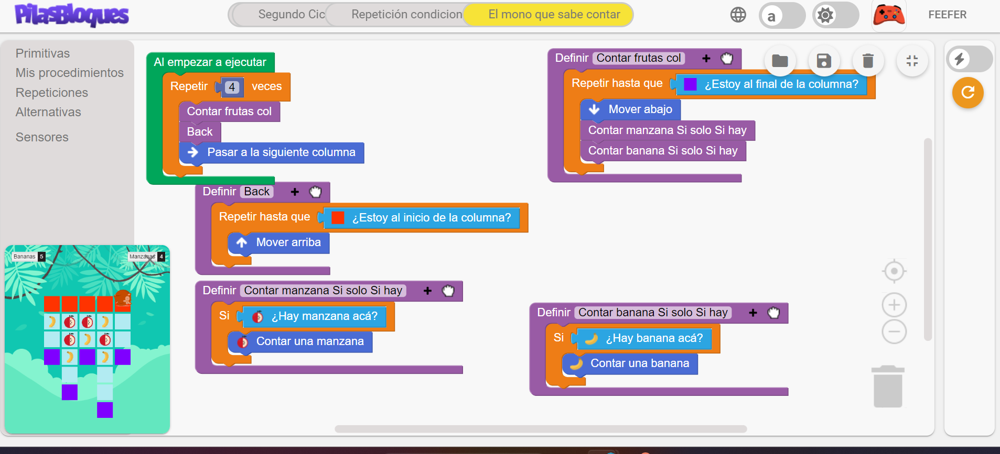 PilasBloques
Segundo Cic
Repetición condicion
El mono que sabe contar
a
FEEFER
Primitivas
Mis procedimientos
Repeticiones
Alternativas
Sensores
Al empezar a ejecutar
Repetir 4 veces
Contar frutas col
Back
Pasar a la siguiente columna
Definir Contar frutas col +
Repetir hasta que ¿Estoy al final de la columna?
Mover abajo
Contar manzana Si solo Si hay
Contar banana Si solo Si hay
Definir Back +
Repetir hasta que ¿Estoy al inicio de la columna?
Mover arriba
Definir Contar manzana Si solo Si hay +
Si ¿Hay manzana acá?
Contar una manzana
Definir Contar banana Si solo Si hay +
Si ¿Hay banana acá?
Contar una banana
Bananas 5
Manzanas 4